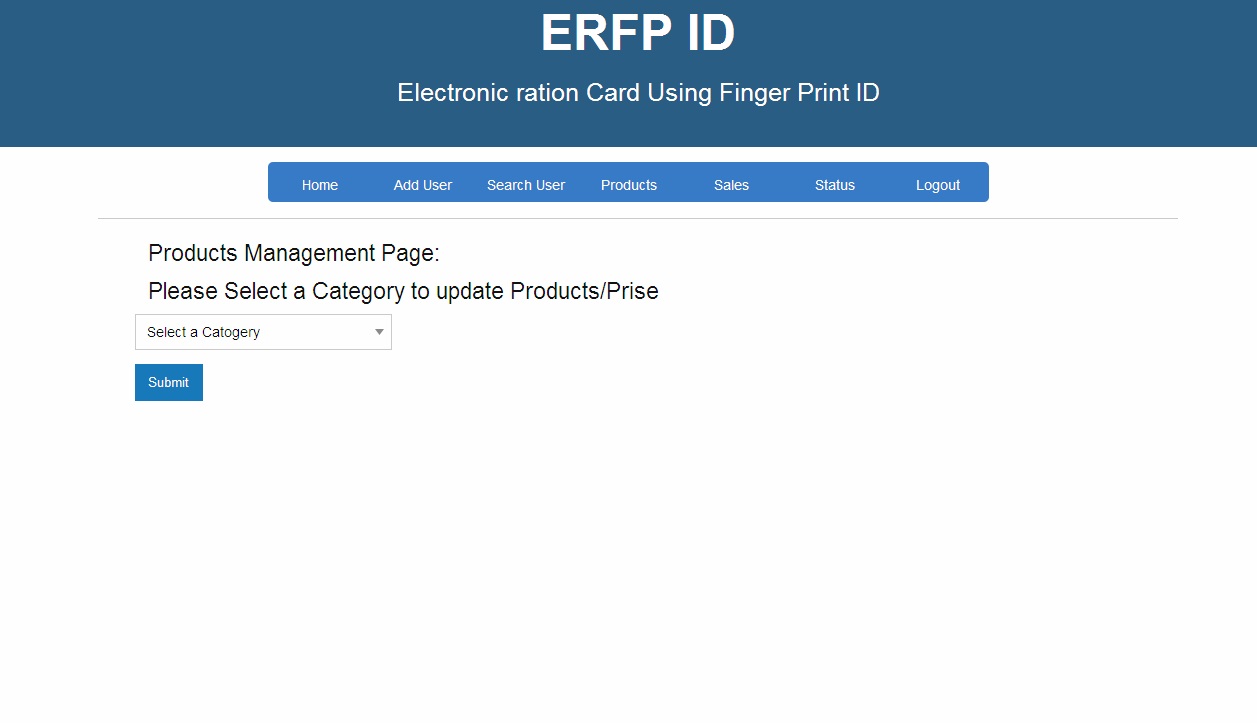 ERFP ID
Electronic ration Card Using Finger Print ID
Home Add User Search User Products Sales Status Logout
Products Management Page:
Please Select a Category to update Products/Prise
Select a Catogery
Submit